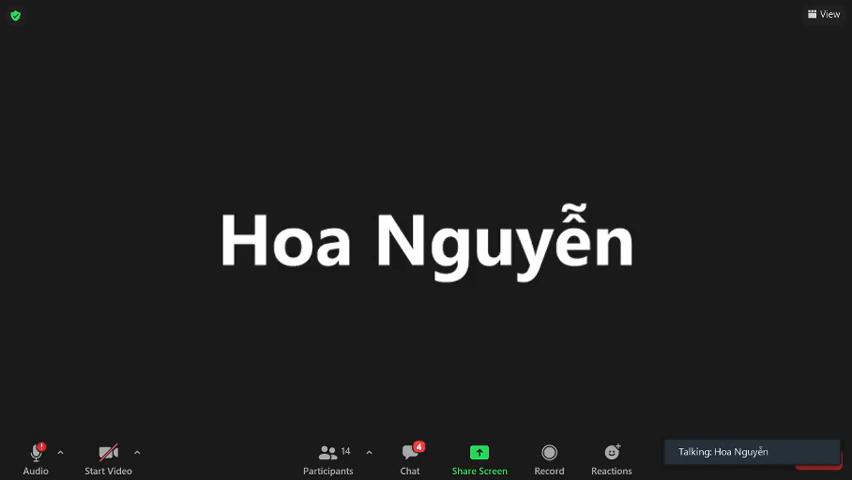 View
Hoa Nguyễn
14
4
Talking: Hoa Nguyễn
Audio
Start Video
Participants
Chat
Share Screen
Record
Reactions